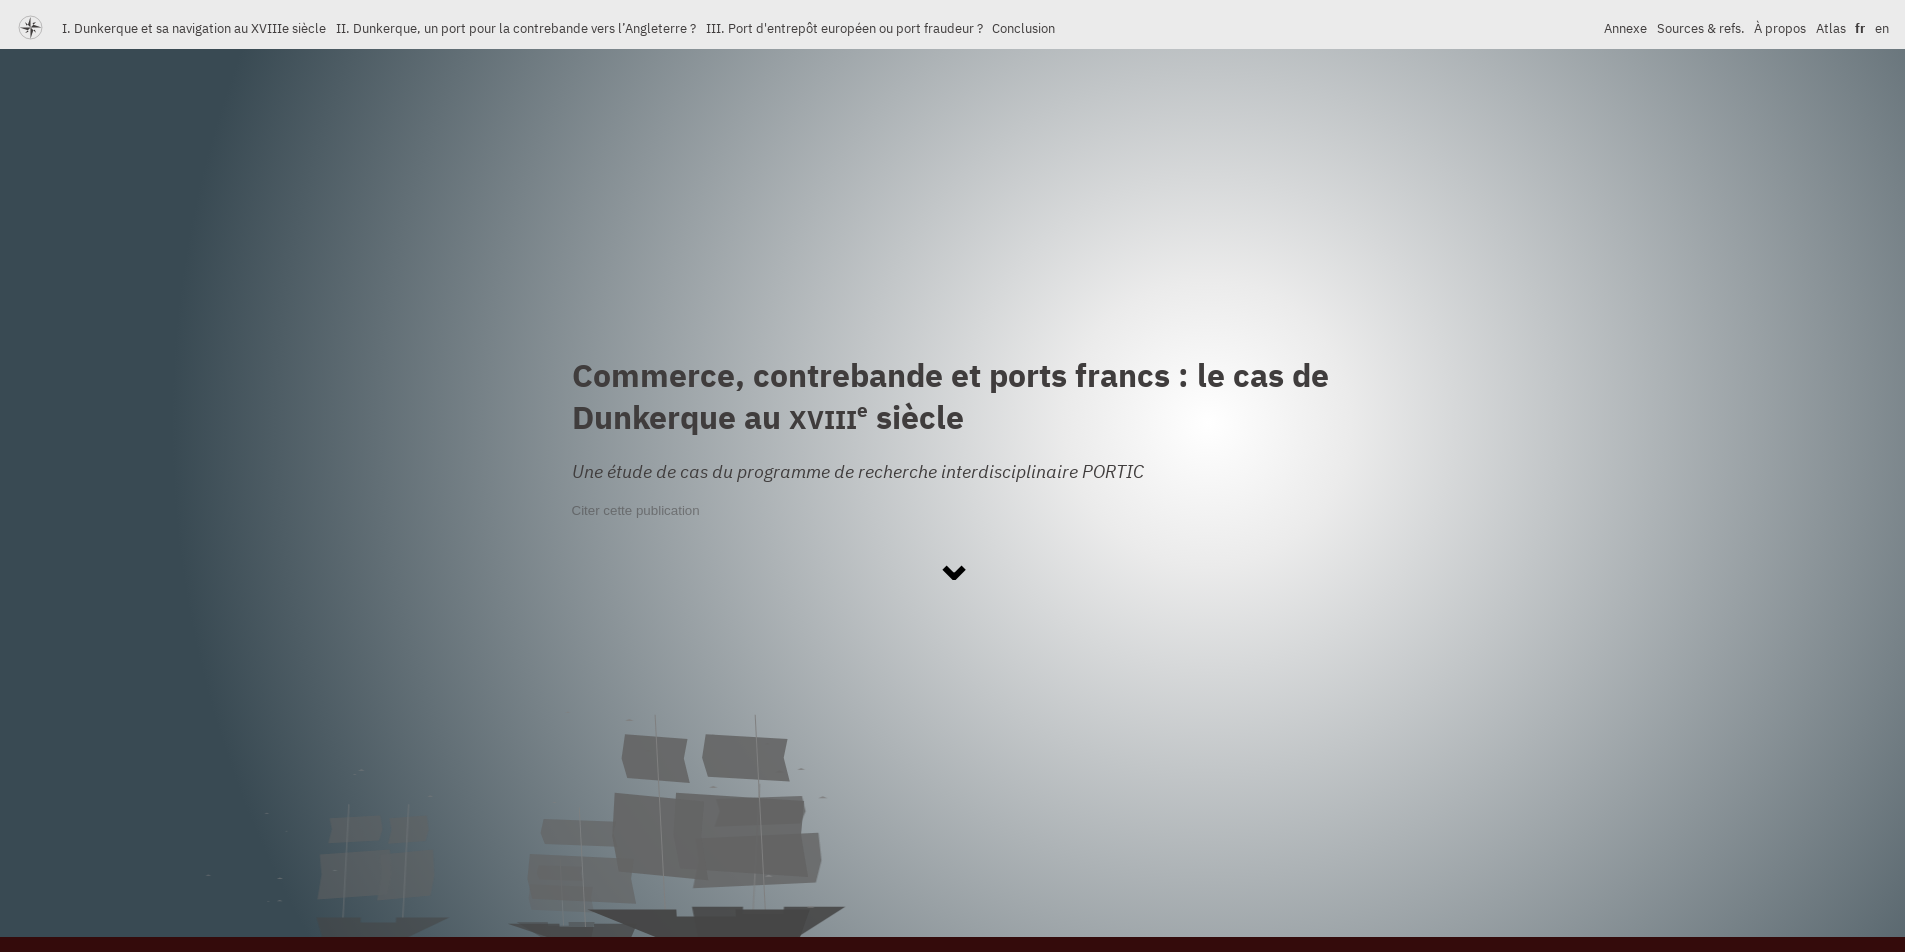 I. Dunkerque et sa navigation au XVIIIe siècle II. Dunkerque, un port pour la contrebande vers l’Angleterre ? III. Port d'entrepôt européen ou port fraudeur ? Conclusion Annexe Sources & refs. À propos Atlas fr en
Commerce, contrebande et ports francs : le cas de
Dunkerque au XVIIIe siècle
Une étude de cas du programme de recherche interdisciplinaire PORTIC
Citer cette publication